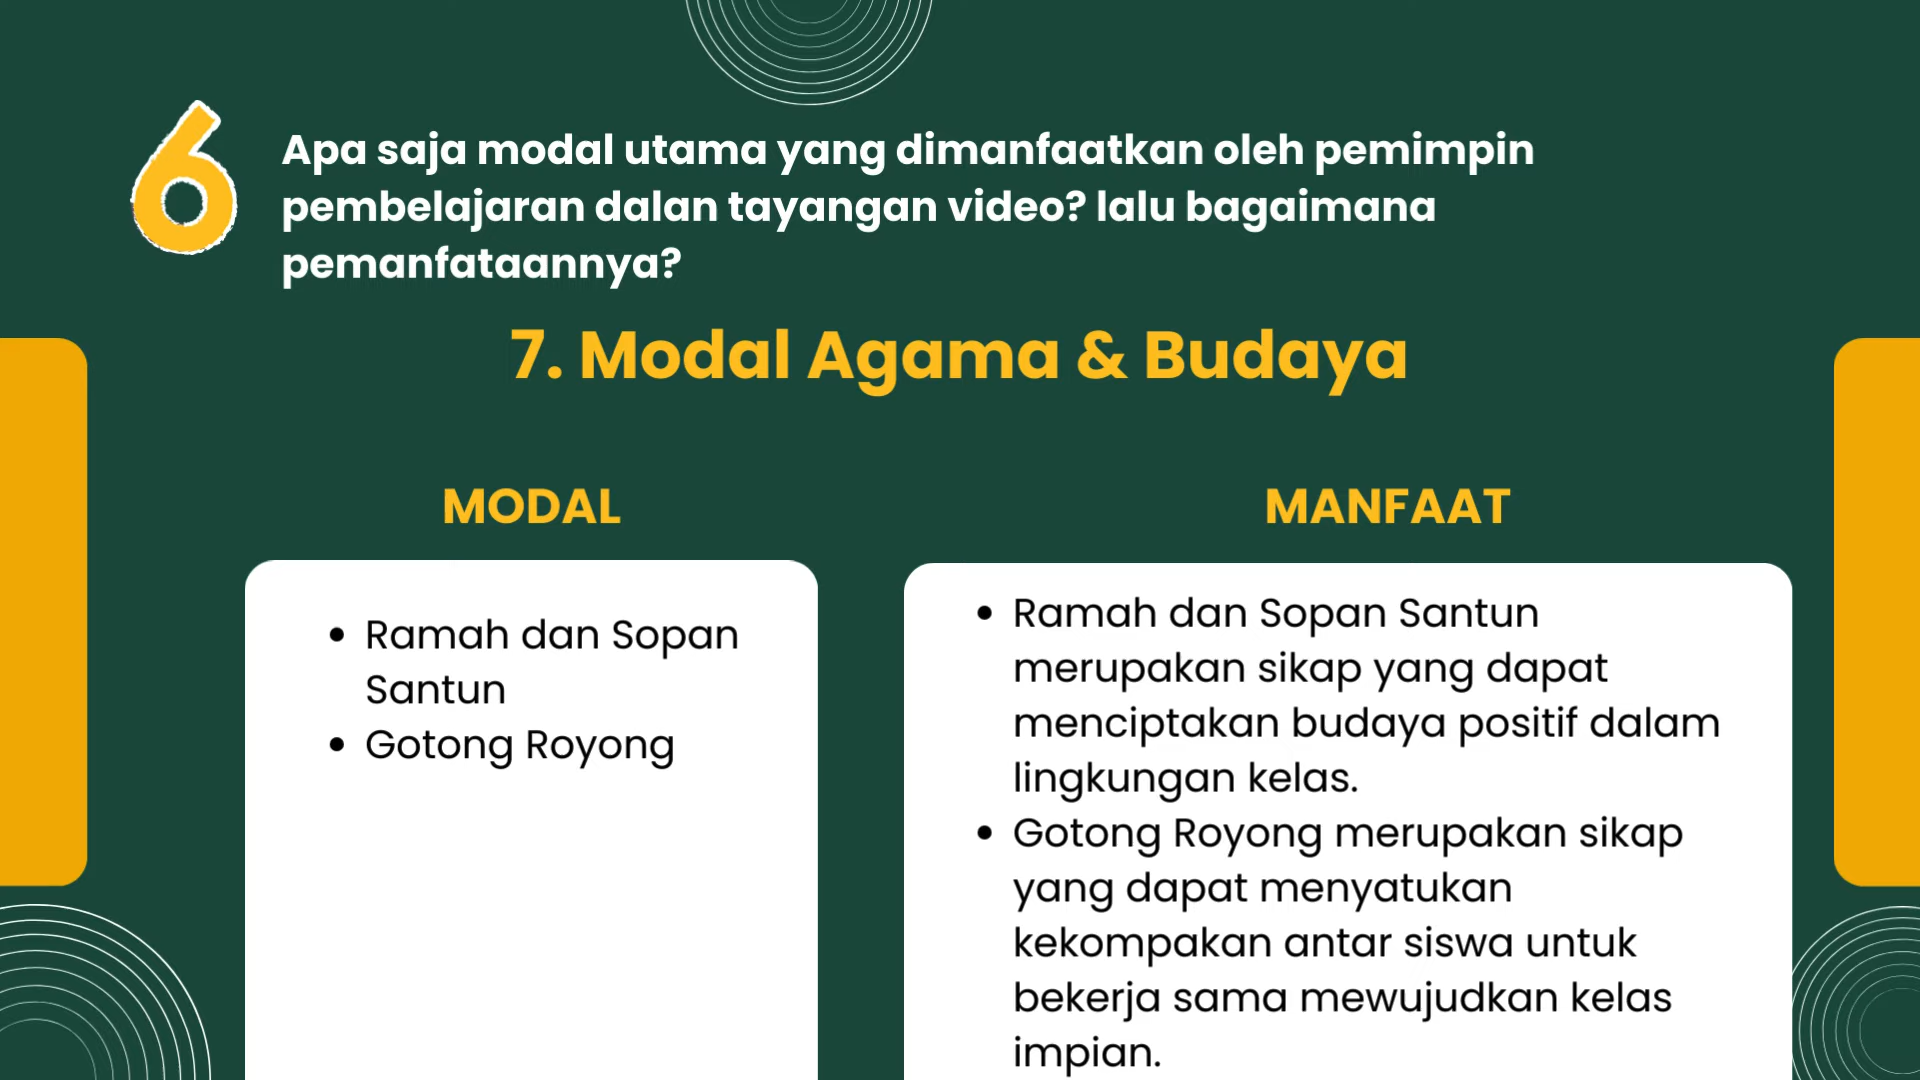 6
Apa saja modal utama yang dimanfaatkan oleh pemimpin
pembelajaran dalan tayangan video? lalu bagaimana
pemanfataannya?
7. Modal Agama & Budaya
MODAL
• Ramah dan Sopan
Santun
• Gotong Royong
MANFAAT
• Ramah dan Sopan Santun
merupakan sikap yang dapat
menciptakan budaya positif dalam
lingkungan kelas.
• Gotong Royong merupakan sikap
yang dapat menyatukan
kekompakan antar siswa untuk
bekerja sama mewujudkan kelas
impian.